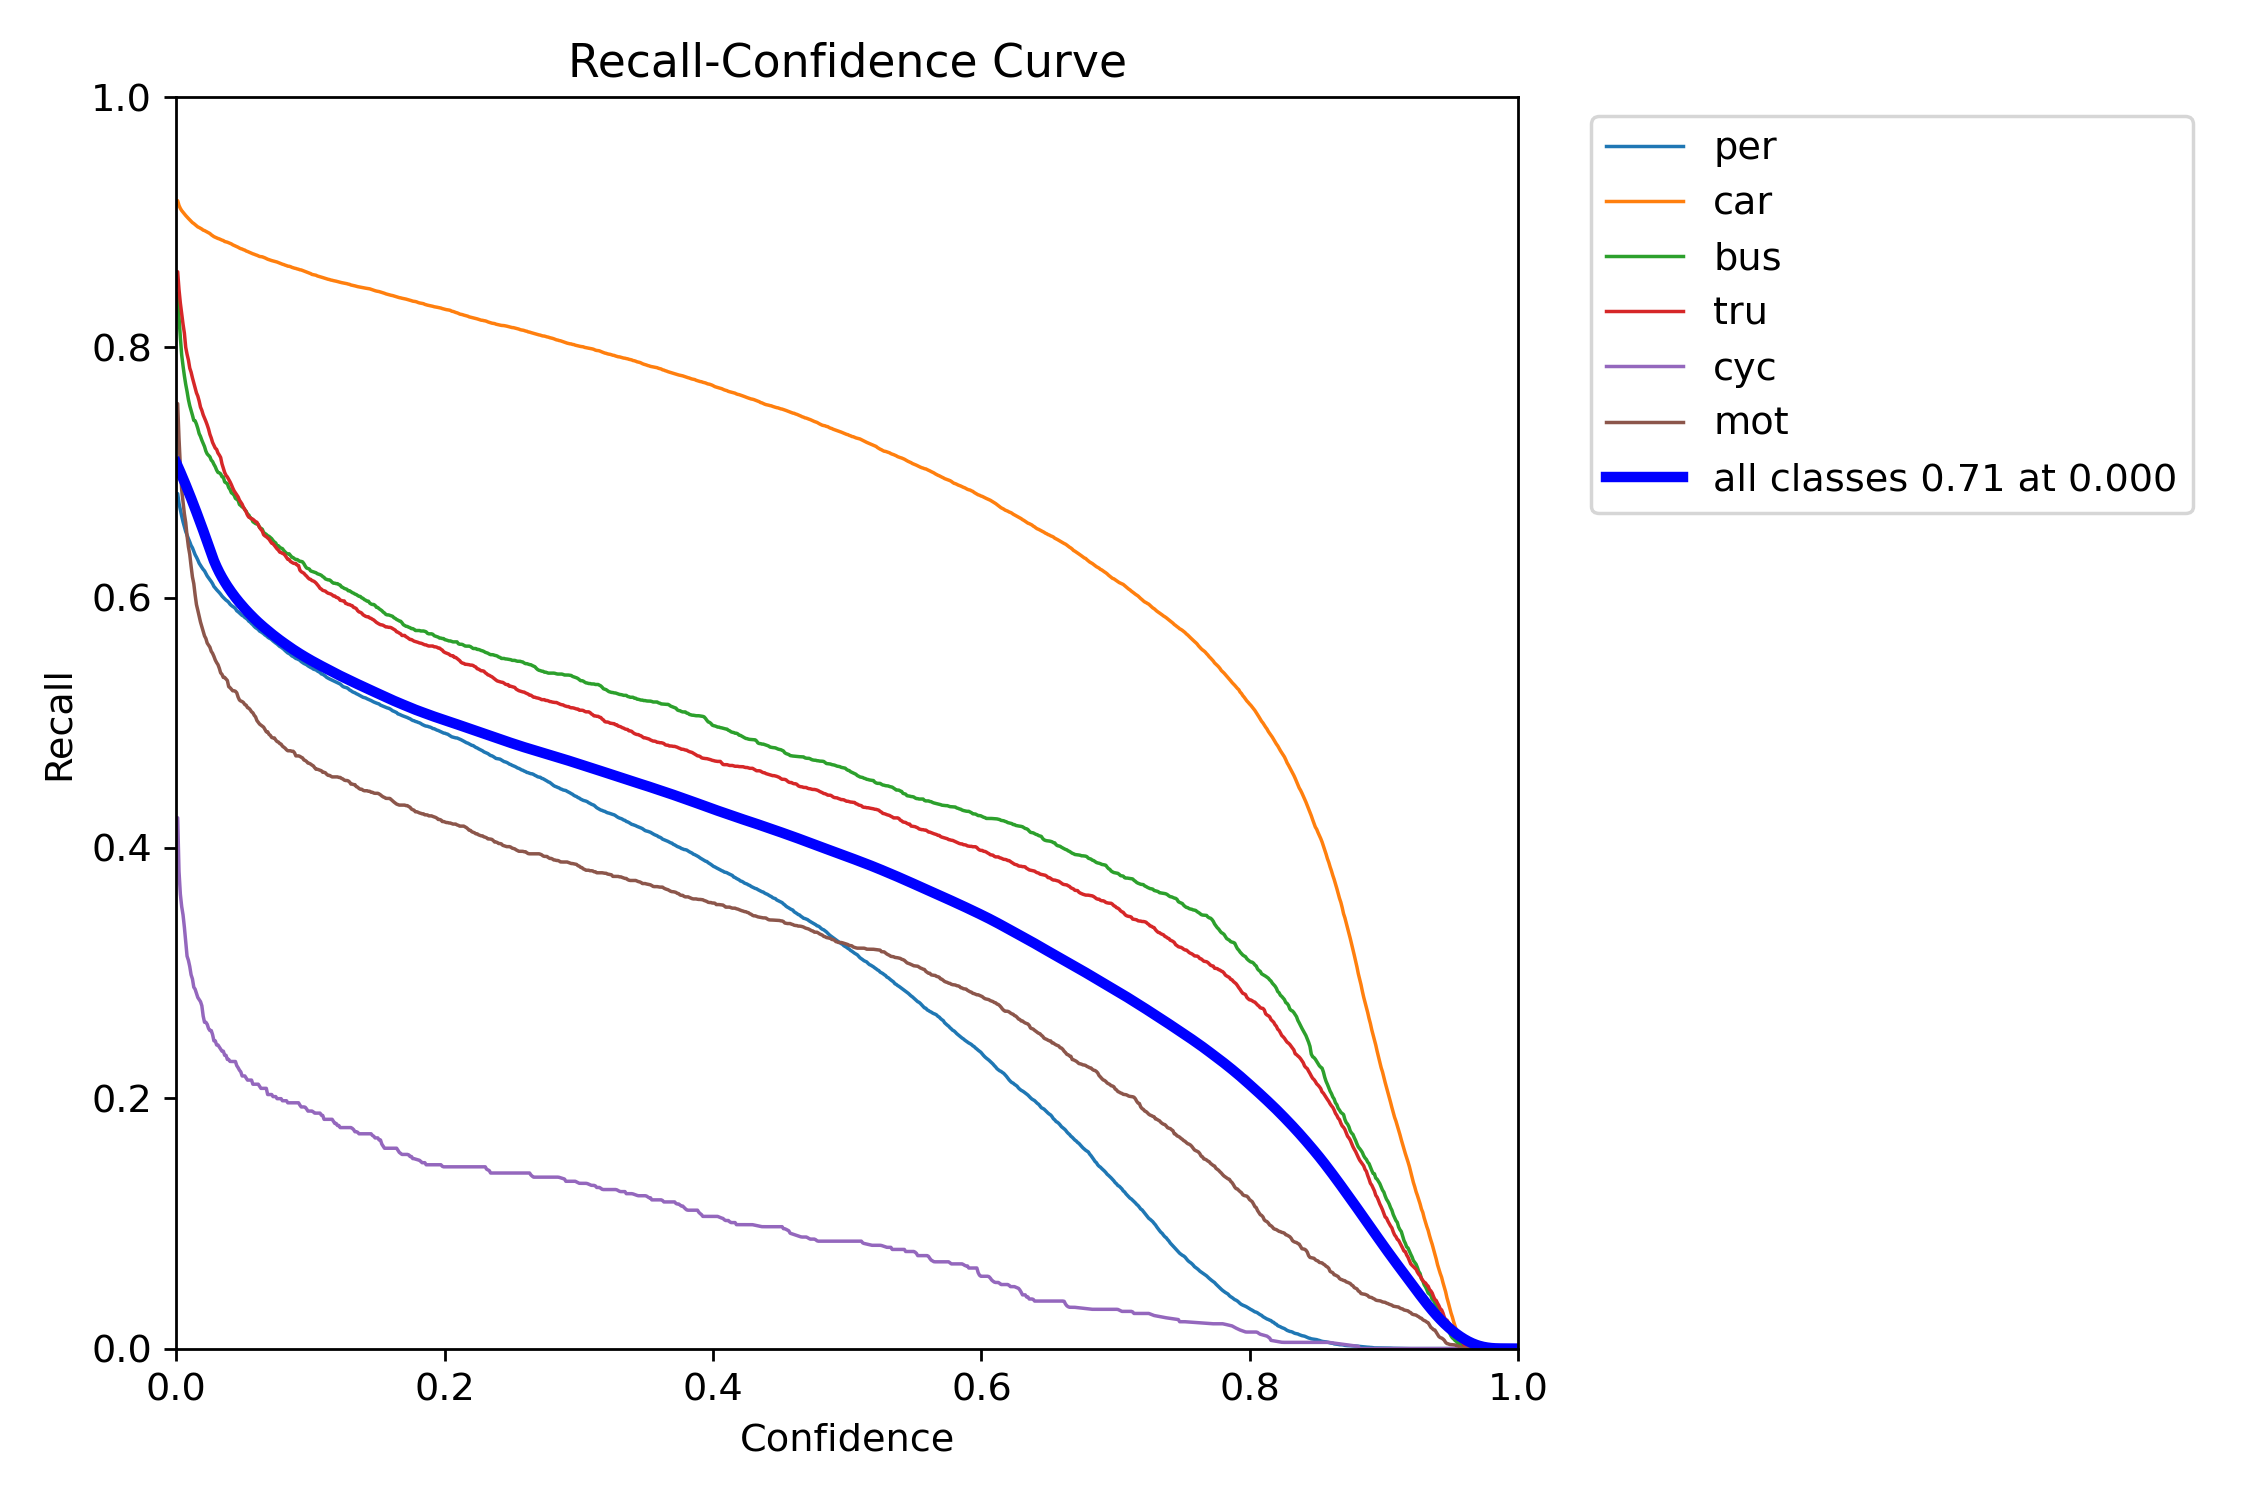 Recall-Confidence Curve
1.0
0.8
0.6
0.4
0.2
0.0
Recall
0.0 0.2 0.4 0.6 0.8 1.0
Confidence
per
car
bus
tru
cyc
mot
all classes 0.71 at 0.000